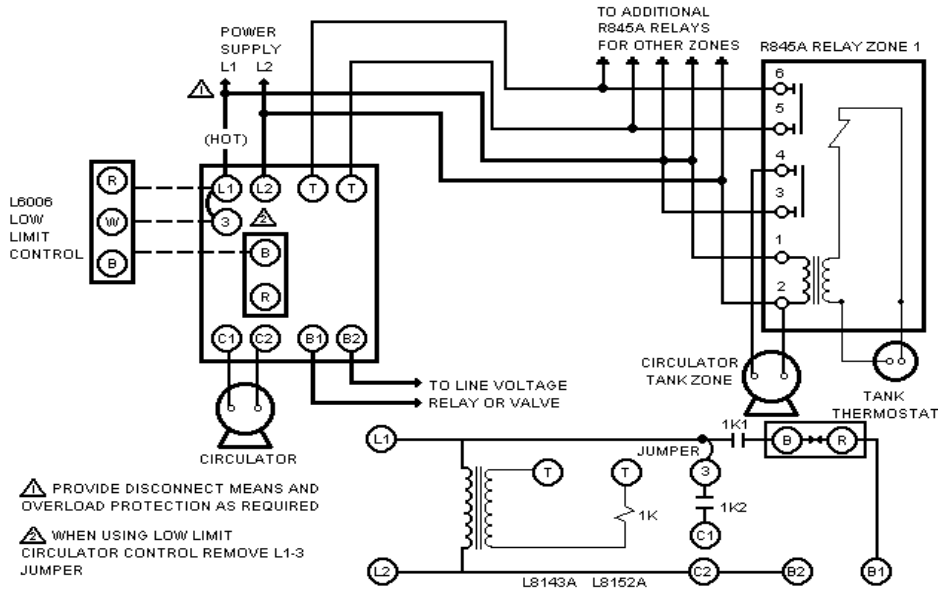 TO ADDITIONAL
R845A RELAYS
FOR OTHER ZONES
R845A RELAY ZONE 1
POWER
SUPPLY
L1 L2
1
(HOT)
6
5
4
3
1
2
L6006
LOW
LIMIT
CONTROL
R
W
B
L1 L2 T T
3
2
B
R
C1 C2 B1 B2
TO LINE VOLTAGE
RELAY OR VALVE
CIRCULATOR
CIRCULATOR
TANK ZONE
TANK
THERMOSTAT
L1
JUMPER
1K1
B R
T T
3
1K
1K2
C1
L2
L8143A L8152A
C2 B2 B1
1 PROVIDE DISCONNECT MEANS AND
OVERLOAD PROTECTION AS REQUIRED
2 WHEN USING LOW LIMIT
CIRCULATOR CONTROL REMOVE L1-3
JUMPER